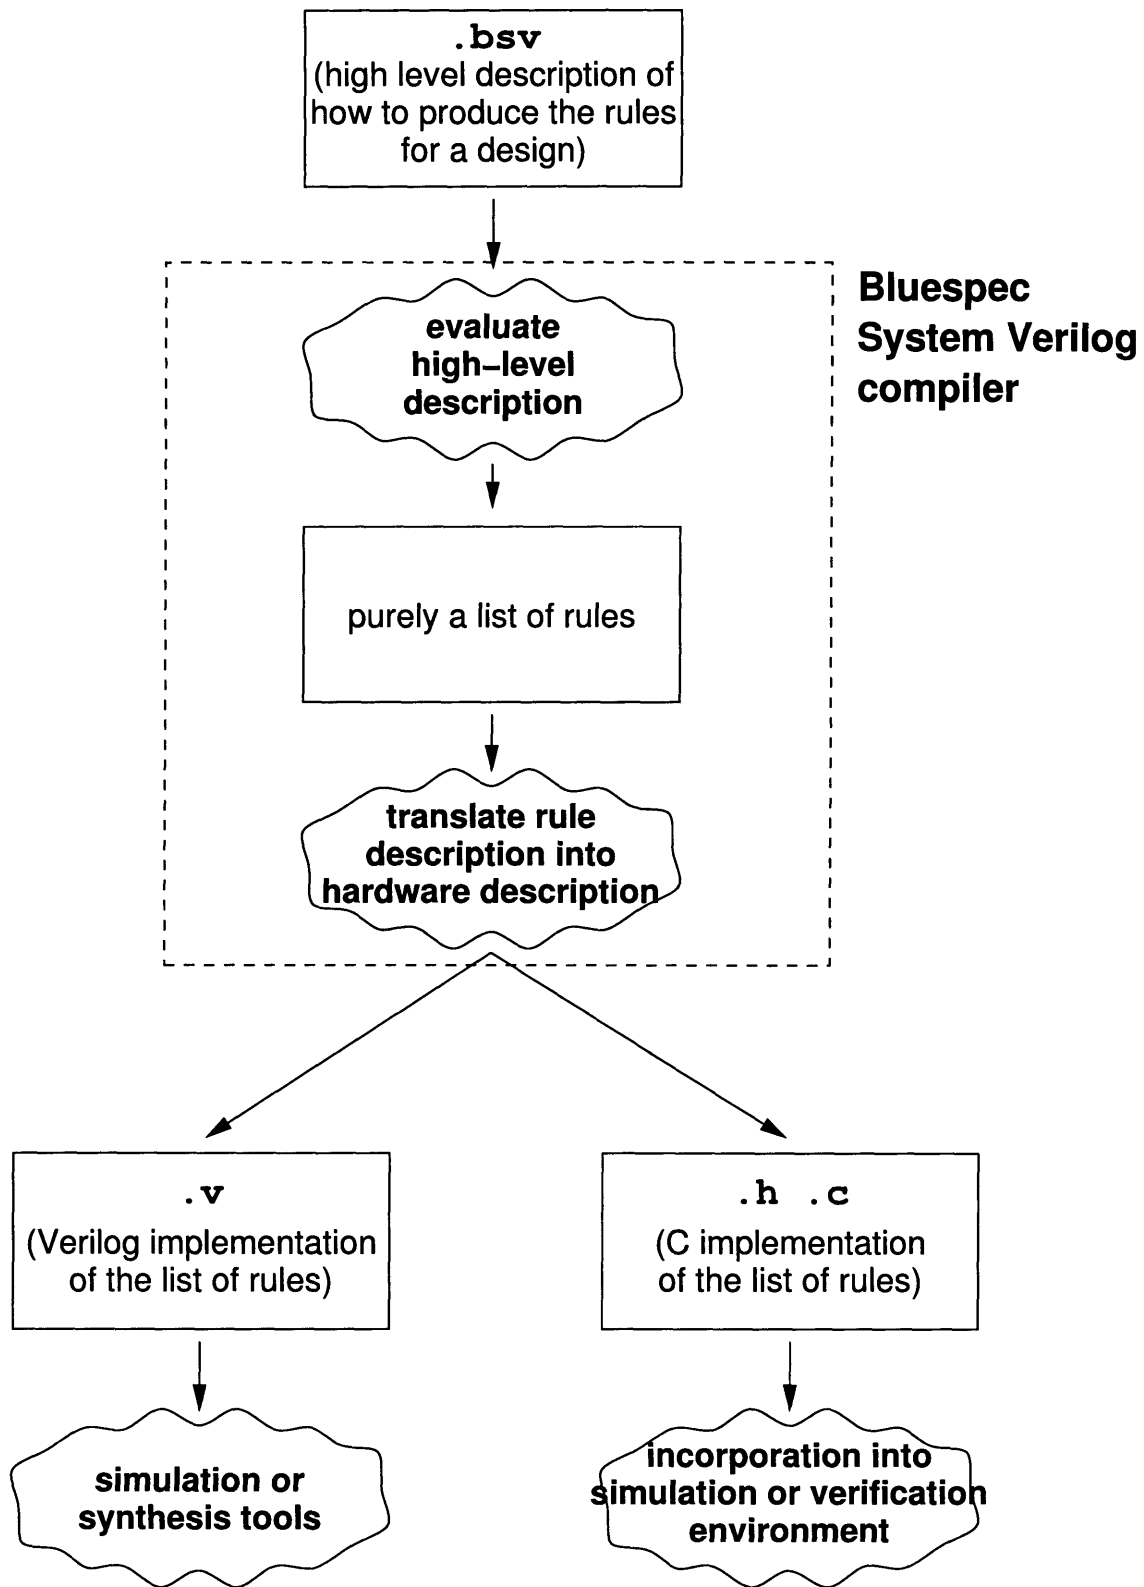 .bsv
(high level description of
how to produce the rules
for a design)
Bluespec
System Verilog
compiler
evaluate
high–level
description
purely a list of rules
translate rule
description into
hardware description
.v
(Verilog implementation
of the list of rules)
.h .c
(C implementation
of the list of rules)
simulation or
synthesis tools
incorporation into
simulation or verification
environment